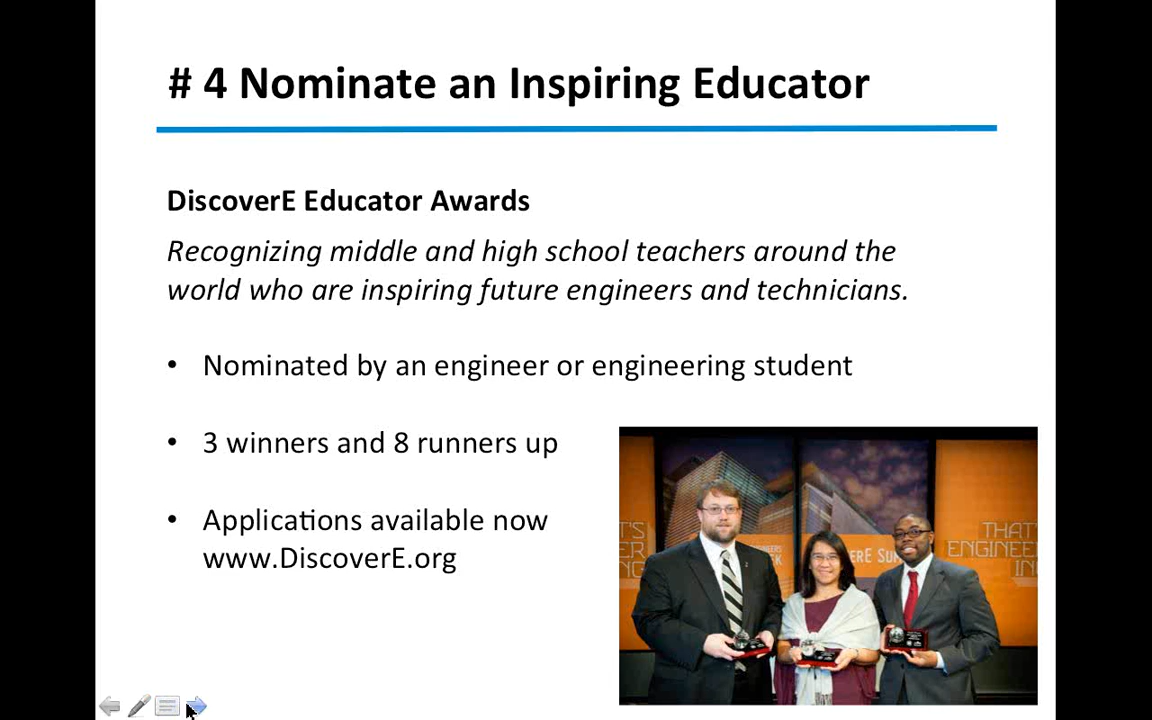 # 4 Nominate an Inspiring Educator
DiscoverE Educator Awards
Recognizing middle and high school teachers around the
world who are inspiring future engineers and technicians.
• Nominated by an engineer or engineering student
• 3 winners and 8 runners up
• Applications available now
www.DiscoverE.org
THAT'S
ENGINEER